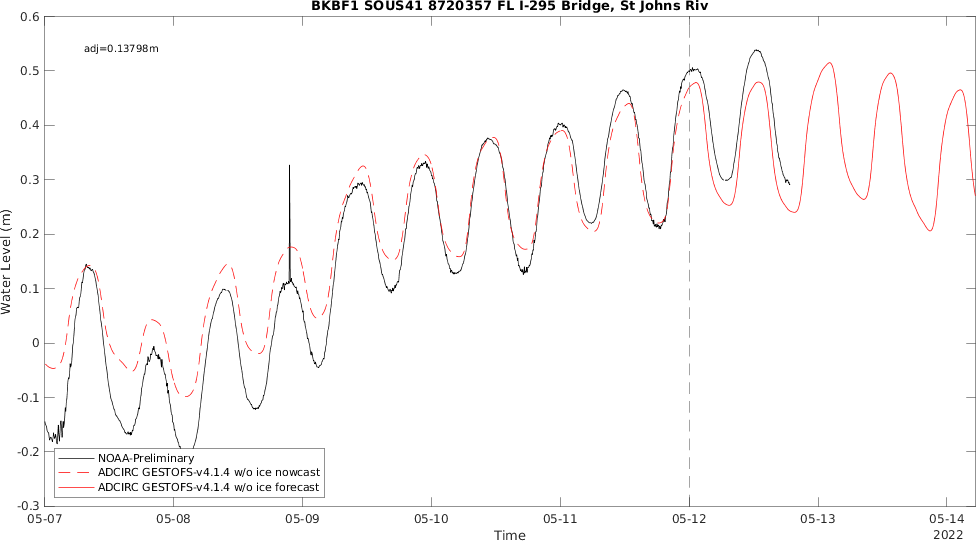 BKBF1 SOUS41 8720357 FL I-295 Bridge, St Johns Riv
adj=0.13798m
Water Level (m)
0.6
0.5
0.4
0.3
0.2
0.1
0
-0.1
-0.2
-0.3
NOAA-Preliminary
ADCIRC GESTOFS-v4.1.4 w/o ice nowcast
ADCIRC GESTOFS-v4.1.4 w/o ice forecast
05-07 05-08 05-09 05-10 05-11 05-12 05-13 05-14
Time
2022